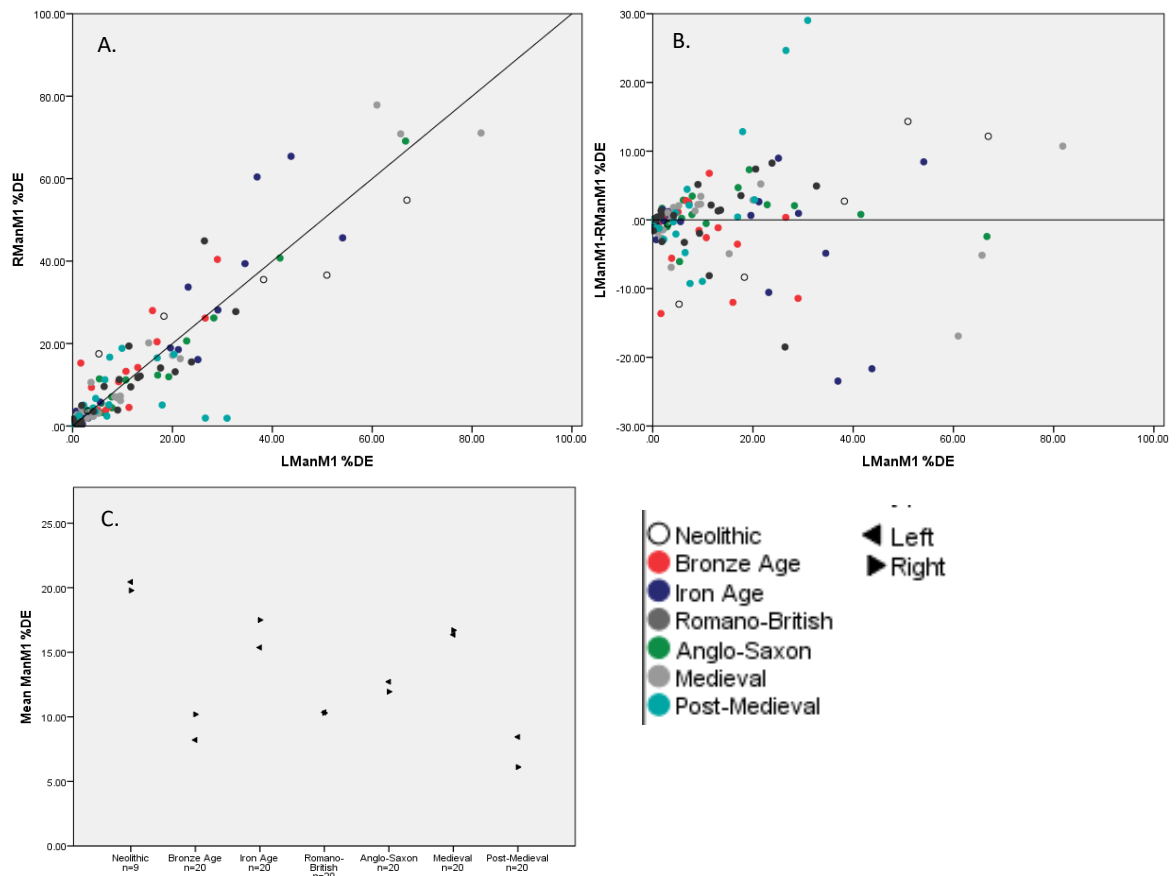 A.
100.00
80.00
60.00
40.00
20.00
.00
RManM1 %DE
.00 20.00 40.00 60.00 80.00 100.00
LManM1 %DE
B.
30.00
20.00
10.00
.00
-10.00
-20.00
-30.00
LManM1-RManM1 %DE
.00 20.00 40.00 60.00 80.00 100.00
LManM1 %DE
C.
25.00
20.00
15.00
10.00
5.00
0.00
Mean ManM1 %DE
Neolithic Bronze Age Iron Age Romano- Anglo-Saxon Medieval Post-Medieval
n=9 n=20 n=20 British n=20 n=20 n=20
Neolithic
Bronze Age
Iron Age
Romano-British
Anglo-Saxon
Medieval
Post-Medieval
Left
Right